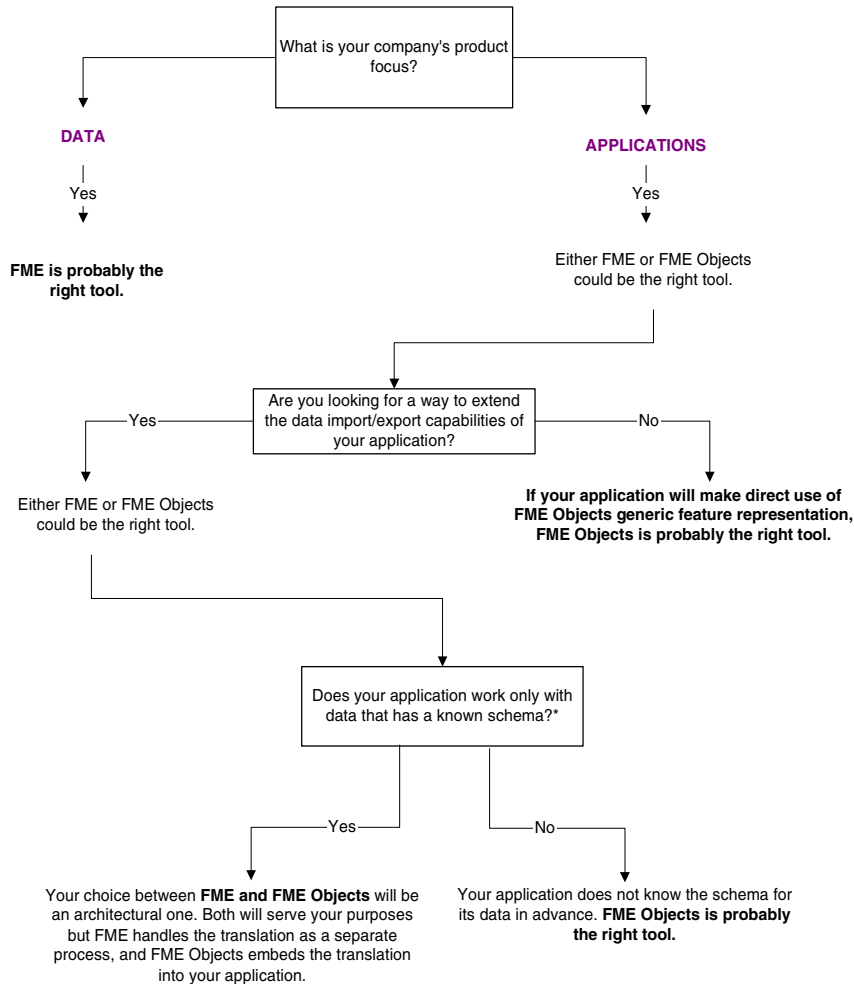 What is your company's product
focus?
DATA
APPLICATIONS
Yes
Yes
FME is probably the
right tool.
Either FME or FME Objects
could be the right tool.
Are you looking for a way to extend
the data import/export capabilities of
your application?
Yes
No
Either FME or FME Objects
could be the right tool.
If your application will make direct use of
FME Objects generic feature representation,
FME Objects is probably the right tool.
Does your application work only with
data that has a known schema?*
Yes
No
Your choice between FME and FME Objects will be
an architectural one. Both will serve your purposes
but FME handles the translation as a separate
process, and FME Objects embeds the translation
into your application.
Your application does not know the schema for
its data in advance. FME Objects is probably
the right tool.